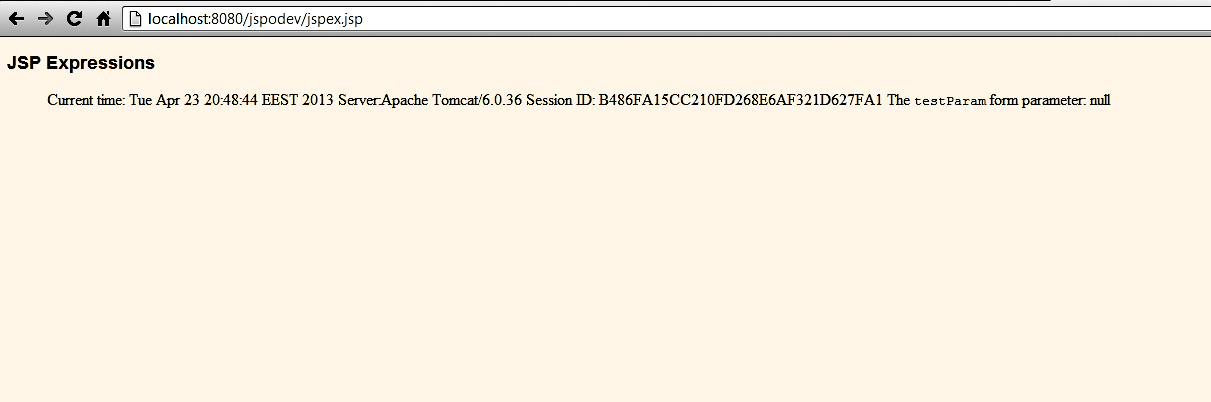 localhost:8080/jspodev/jspex.jsp
JSP Expressions
Current time: Tue Apr 23 20:48:44 EEST 2013 Server:Apache Tomcat/6.0.36 Session ID: B486FA15CC210FD268E6AF321D627FA1 The testParam form parameter: null